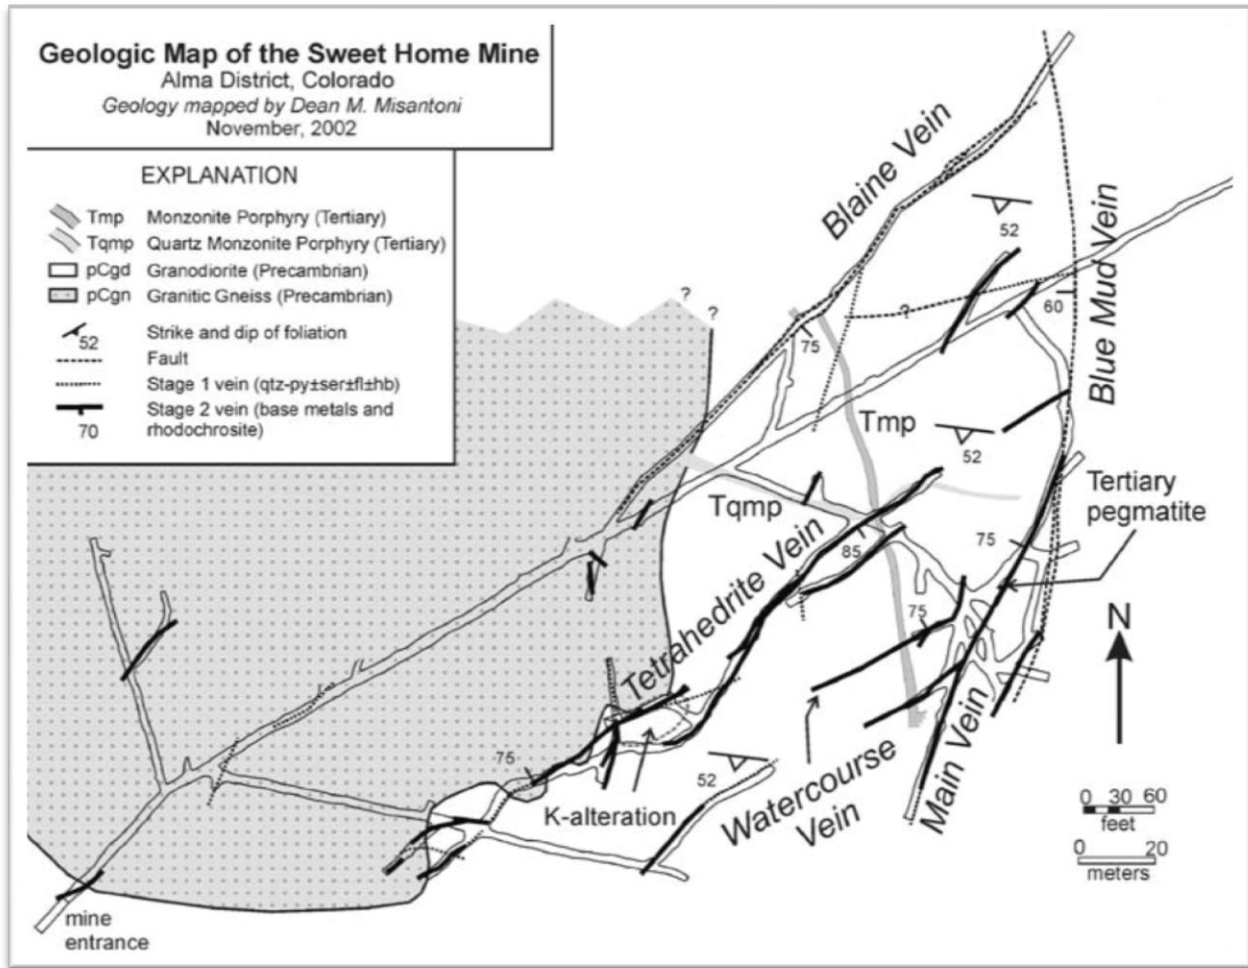 Geologic Map of the Sweet Home Mine
Alma District, Colorado
Geology mapped by Dean M. Misantoni
November, 2002
EXPLANATION
Tmp Monzonite Porphyry (Tertiary)
Tqmp Quartz Monzonite Porphyry (Tertiary)
pCgd Granodiorite (Precambrian)
pCgn Granitic Gneiss (Precambrian)
52 Strike and dip of foliation
Fault
Stage 1 vein (qtz-py±ser±fl±hb)
Stage 2 vein (base metals and
70 rhodochrosite)
Blaine Vein
52
Blue Mud Vein
60
?
?
?
75
Tmp
52
Tqmp
Tertiary
pegmatite
85
75
75
Tetrahedrite Vein
N
75
52
K-alteration
Watercourse
Vein
Main Vein
0 30 60
feet
0 20
meters
mine
entrance